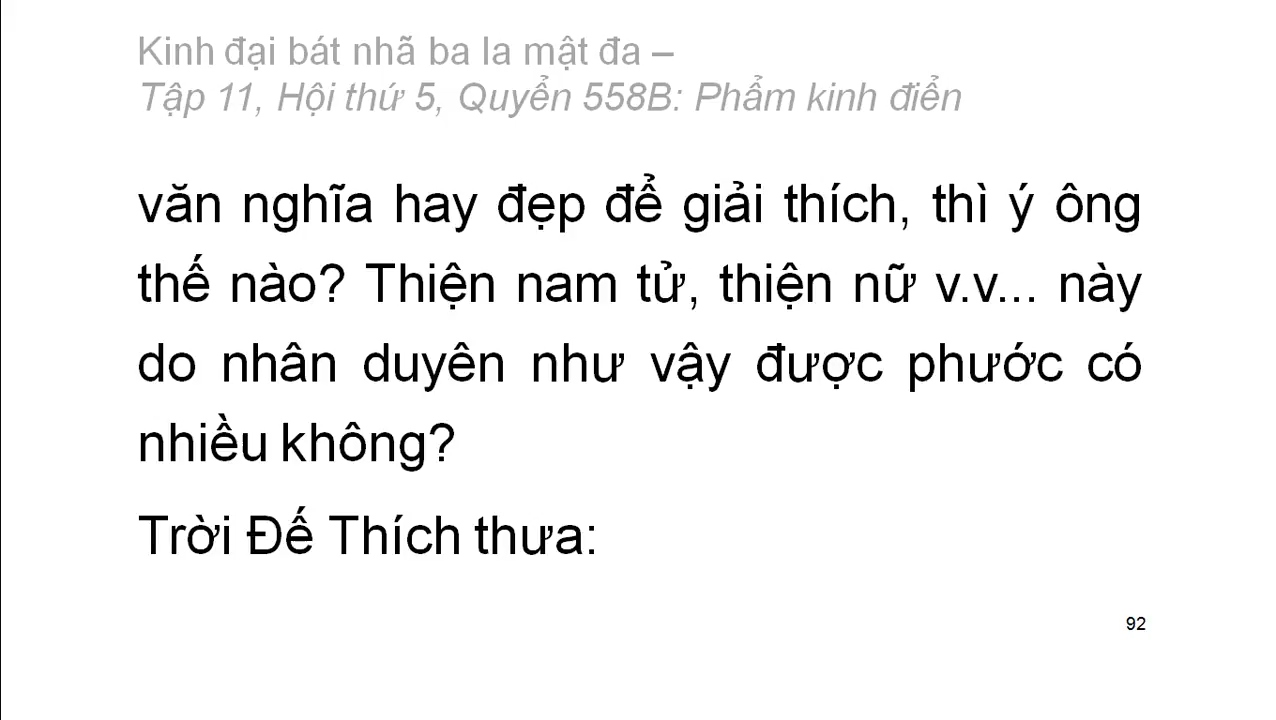 Kinh đại bát nhã ba la mật đa –
Tập 11, Hội thứ 5, Quyển 558B: Phẩm kinh điển
văn nghĩa hay đẹp để giải thích, thì ý ông
thế nào? Thiện nam tử, thiện nữ v.v... này
do nhân duyên như vậy được phước có
nhiều không?
Trời Đế Thích thưa:
92